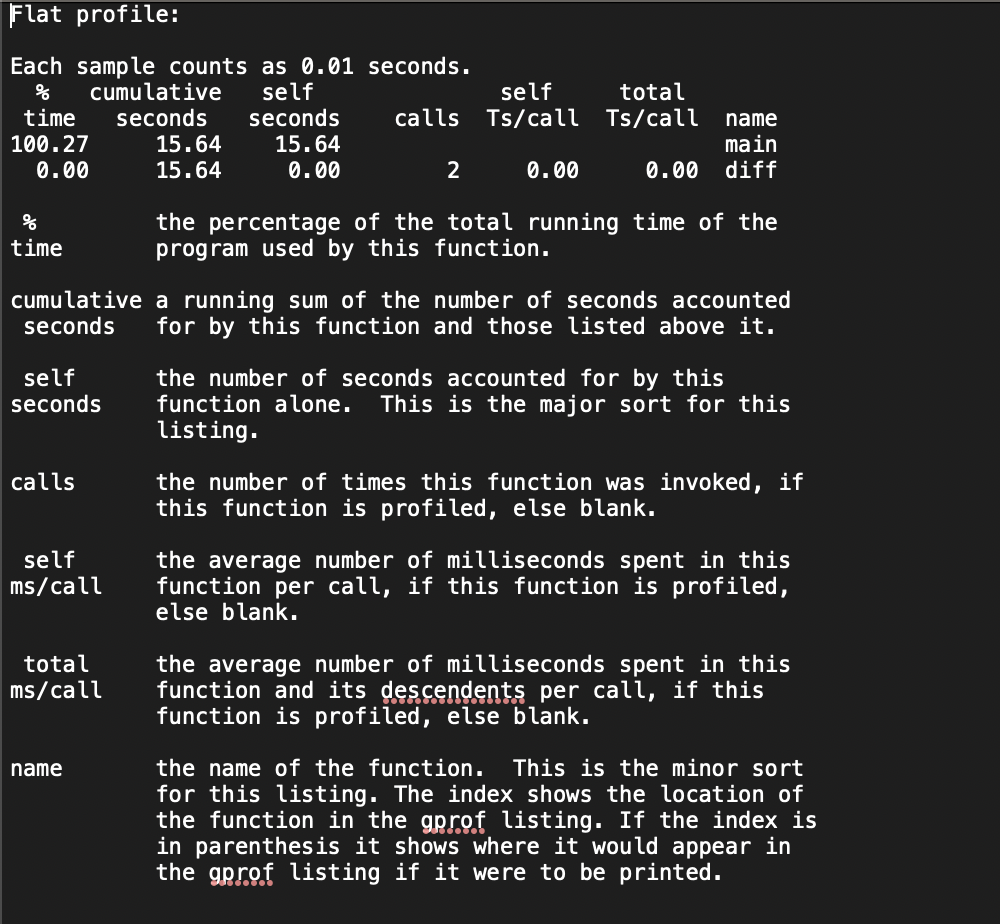 Flat profile:
Each sample counts as 0.01 seconds.
  %   cumulative   self              self     total
 time   seconds   seconds    calls  Ts/call  Ts/call  name
100.27     15.64    15.64                             main
  0.00     15.64     0.00        2     0.00     0.00  diff
 %         the percentage of the total running time of the
time       program used by this function.
cumulative a running sum of the number of seconds accounted
 seconds   for by this function and those listed above it.
 self      the number of seconds accounted for by this
seconds    function alone.  This is the major sort for this
           listing.
calls      the number of times this function was invoked, if
           this function is profiled, else blank.
 self      the average number of milliseconds spent in this
ms/call    function per call, if this function is profiled,
           else blank.
 total     the average number of milliseconds spent in this
ms/call    function and its descendents per call, if this
           function is profiled, else blank.
name       the name of the function.  This is the minor sort
           for this listing. The index shows the location of
           the function in the gprof listing. If the index is
           in parenthesis it shows where it would appear in
           the gprof listing if it were to be printed.